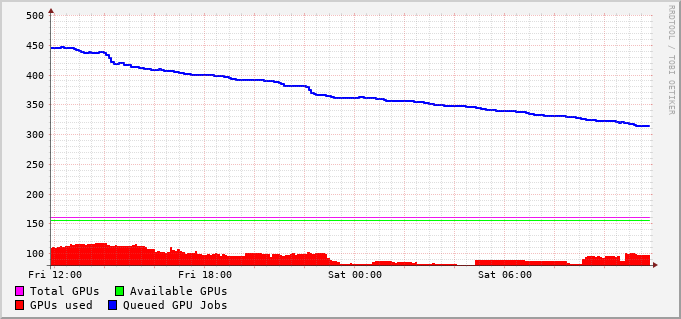 500
450
400
350
300
250
200
150
100
Fri 12:00 Fri 18:00 Sat 00:00 Sat 06:00
Total GPUs Available GPUs
GPUs used Queued GPU Jobs
RRDTOOL / TOBI OETIKER